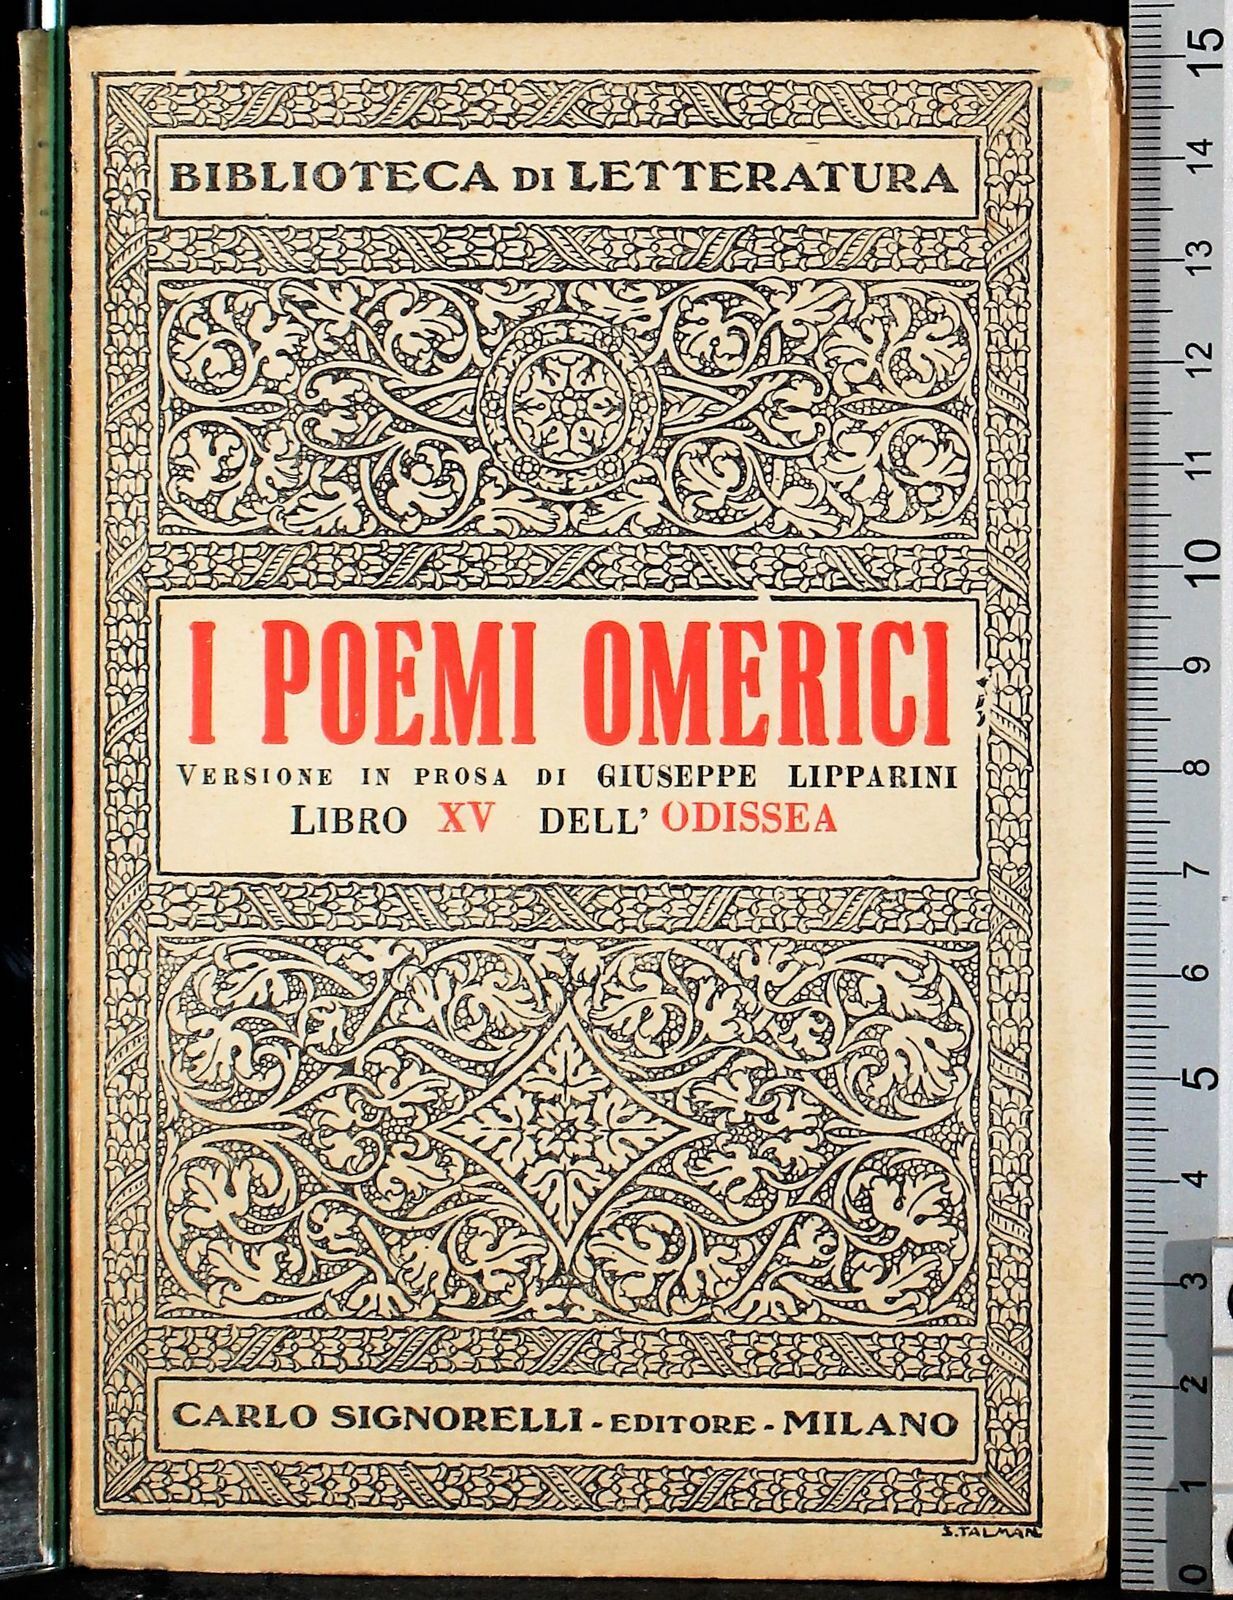 BIBLIOTECA DI LETTERATURA
I POEMI OMERICI
VERSIONE IN PROSA DI GIUSEPPE LIPPARINI
LIBRO XV DELL'ODISSEA
CARLO SIGNORELLI - EDITORE - MILANO
S. TALMAN
15
14
13
12
11
10
9
8
7
6
5
4
3
2
1
0